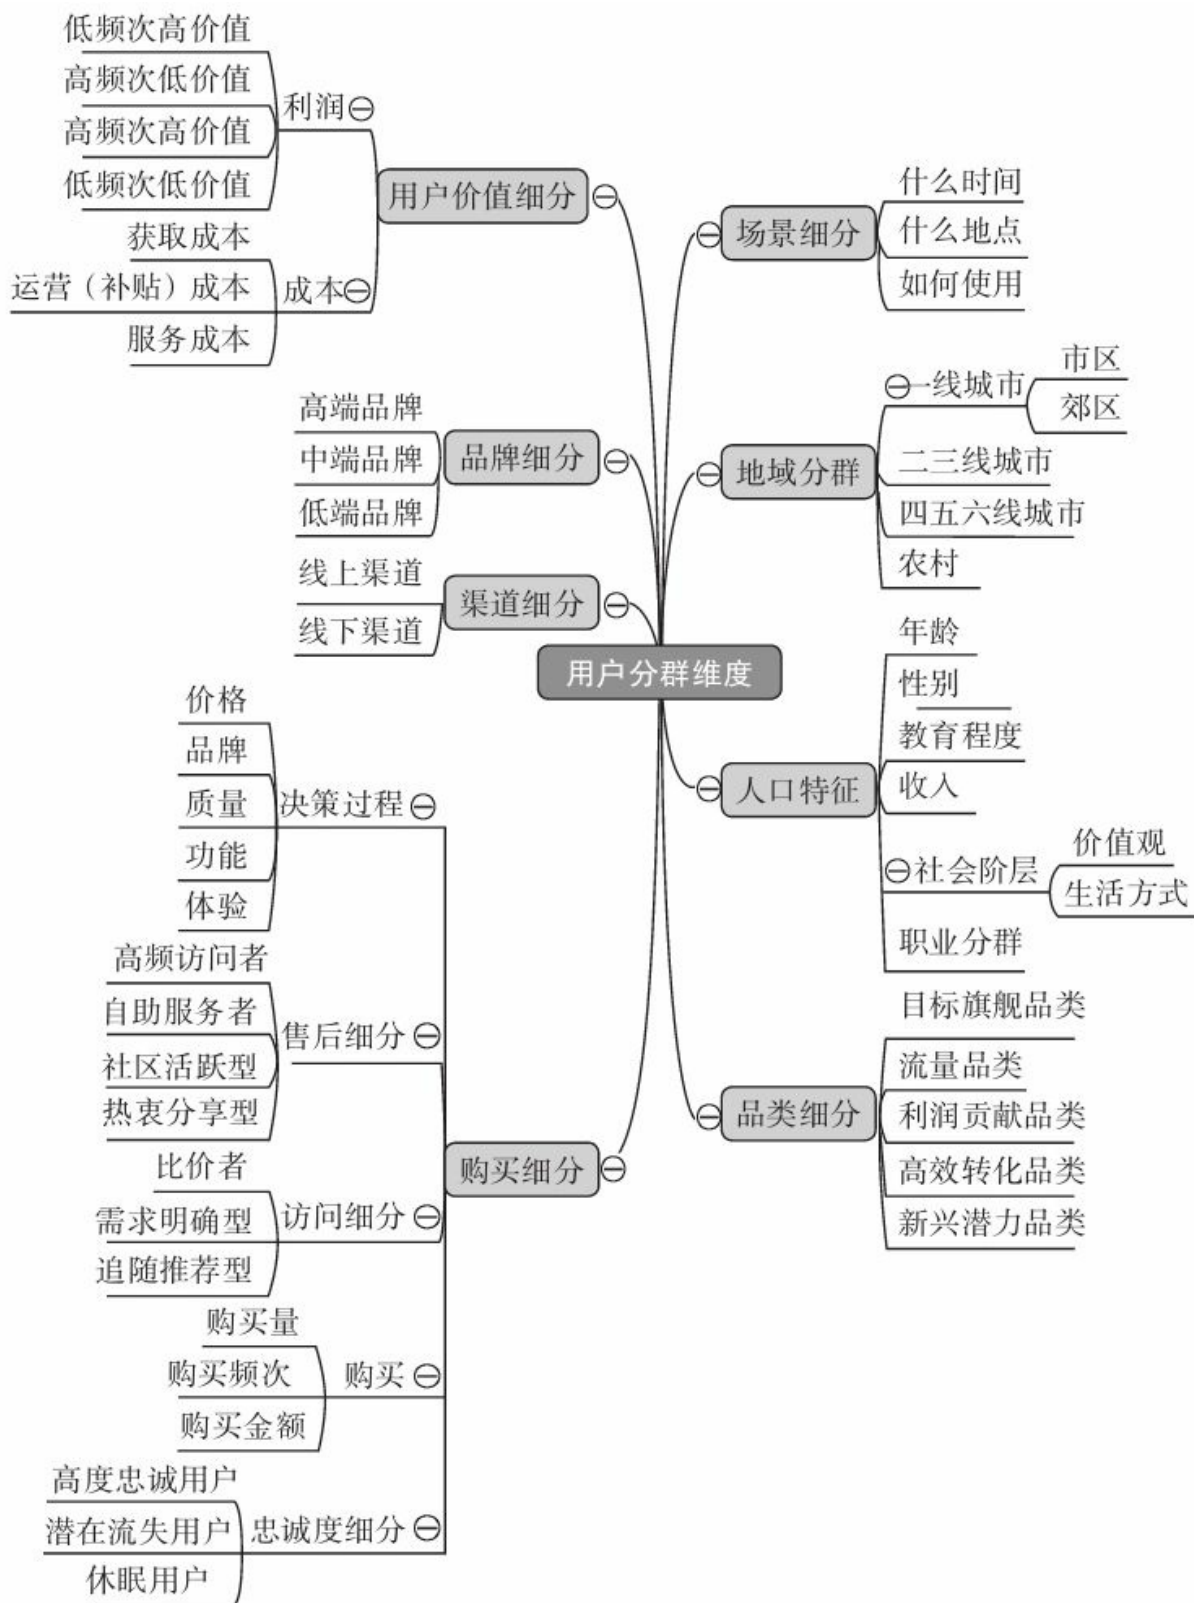 用户分群维度
用户价值细分
利润
低频次高价值
高频次低价值
高频次高价值
低频次低价值
成本
获取成本
运营（补贴）成本
服务成本
品牌细分
高端品牌
中端品牌
低端品牌
渠道细分
线上渠道
线下渠道
购买细分
决策过程
价格
品牌
质量
功能
体验
售后细分
高频访问者
自助服务者
社区活跃型
热衷分享型
访问细分
比价者
需求明确型
追随推荐型
购买
购买量
购买频次
购买金额
忠诚度细分
高度忠诚用户
潜在流失用户
休眠用户
场景细分
什么时间
什么地点
如何使用
地域分群
一线城市
市区
郊区
二三线城市
四五六线城市
农村
人口特征
年龄
性别
教育程度
收入
社会阶层
价值观
生活方式
职业分群
品类细分
目标旗舰品类
流量品类
利润贡献品类
高效转化品类
新兴潜力品类